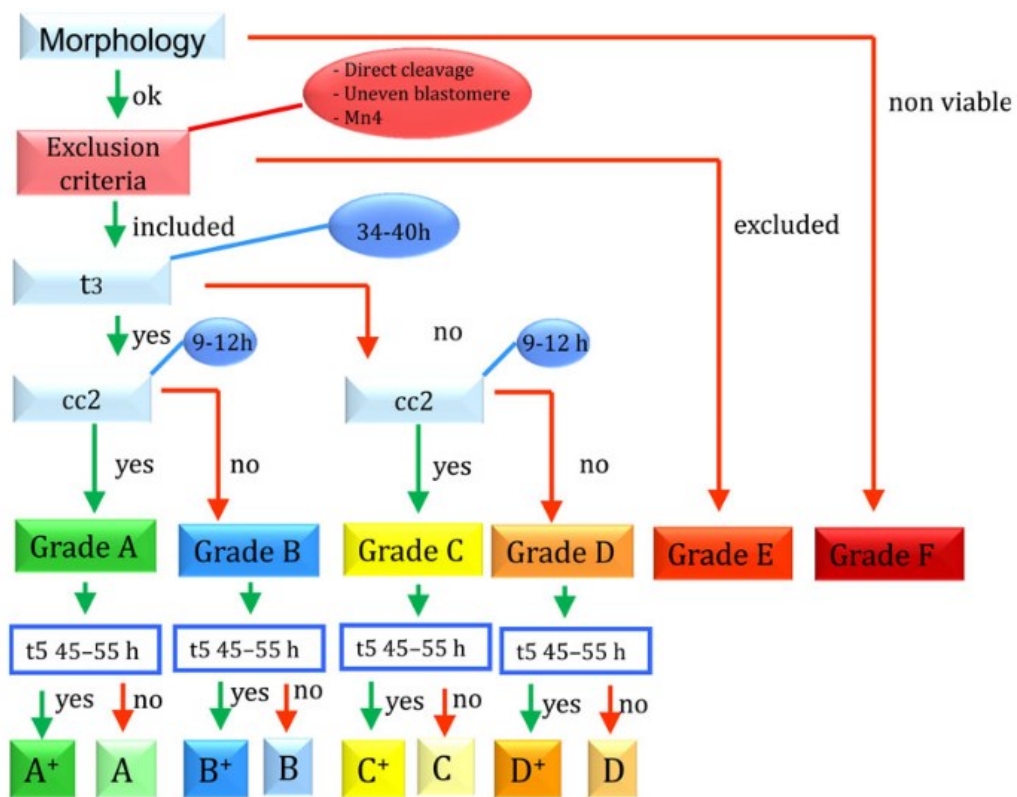 Morphology
ok
- Direct cleavage
- Uneven blastomere
- Mn4
non viable
Exclusion
criteria
included
excluded
34-40h
t3
yes
no
9-12h
9-12 h
cc2
cc2
yes
no
yes
no
Grade A
Grade B
Grade C
Grade D
Grade E
Grade F
t5 45–55 h
t5 45–55 h
t5 45–55 h
t5 45–55 h
yes
no
yes
no
yes
no
yes
no
A+
A
B+
B
C+
C
D+
D